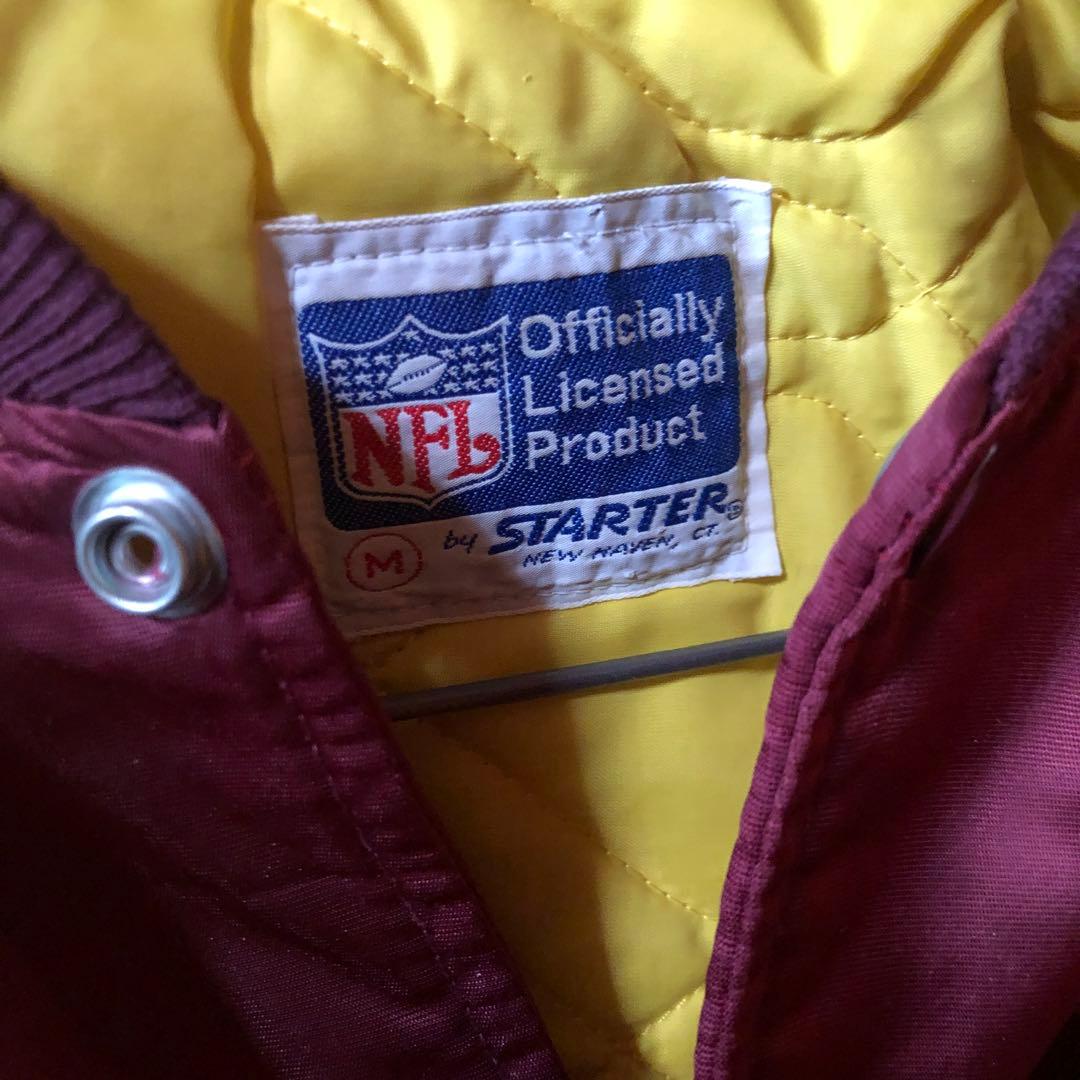 NFL
Officially
Licensed
Product
M
by STARTER®
NEW HAVEN, CT.